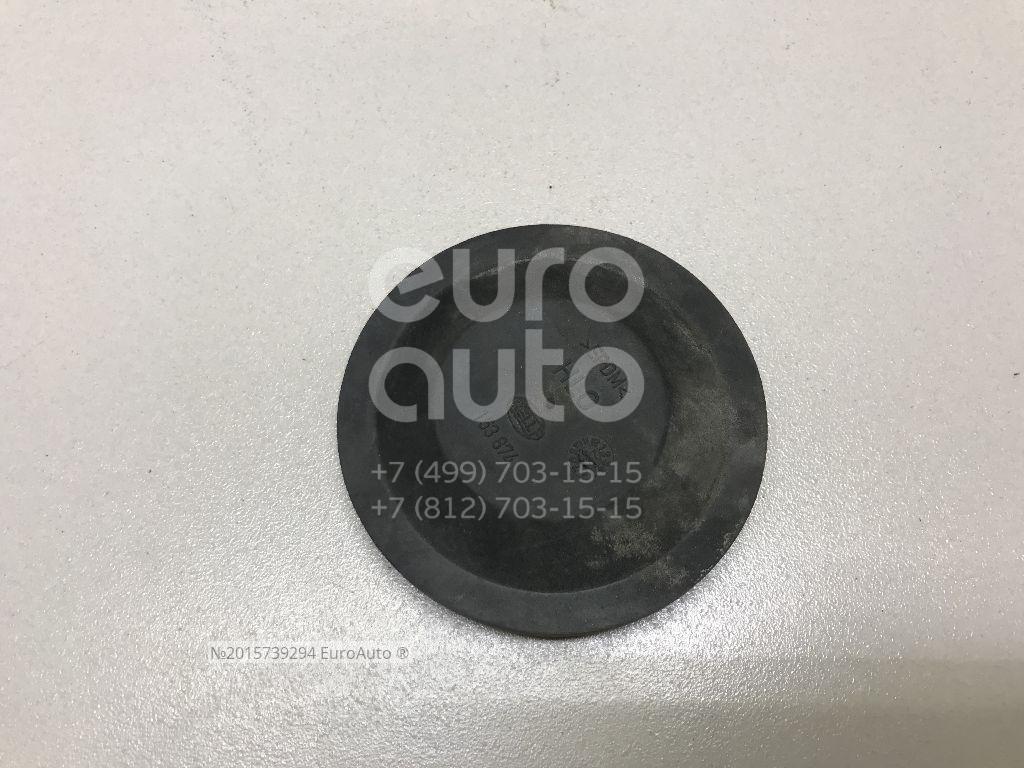 euro
auto
+7 (499) 703-15-15
+7 (812) 703-15-15
№2015739294 EuroAuto ®